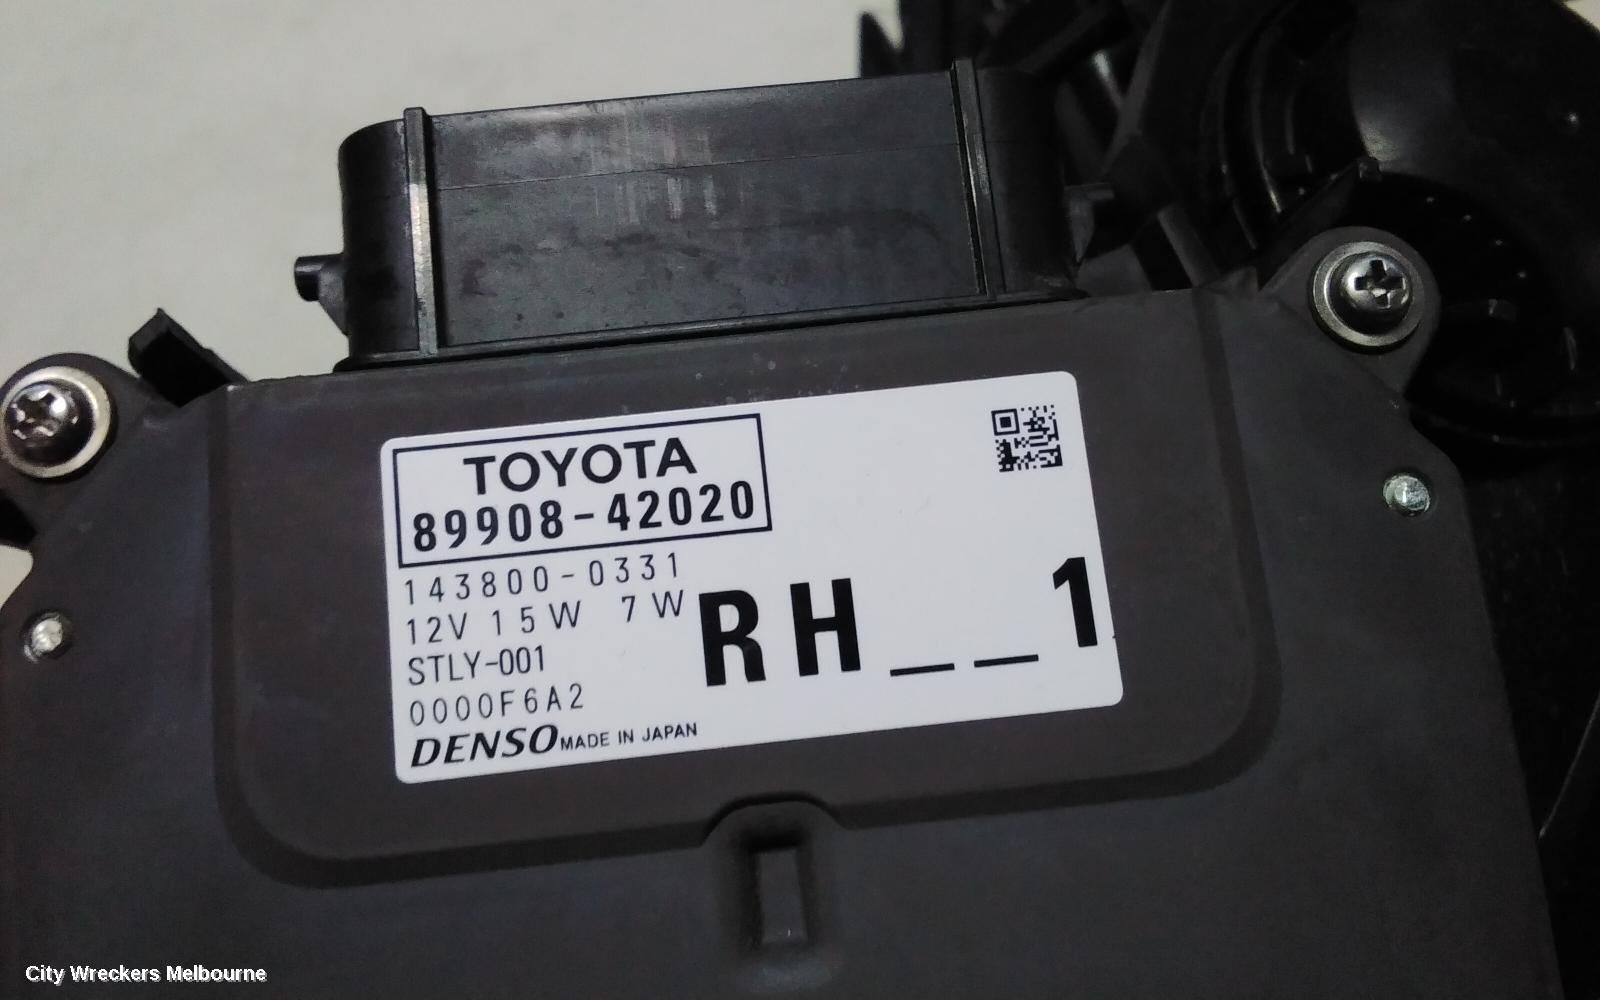 TOYOTA
89908-42020
143800-0331
12V 15W 7W
STLY-001
0000F6A2
DENSO MADE IN JAPAN
RH__1
City Wreckers Melbourne